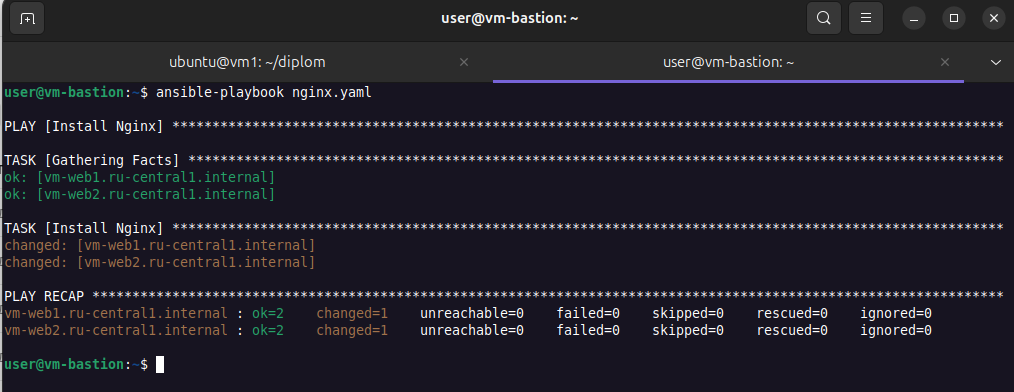 user@vm-bastion: ~
ubuntu@vm1: ~/diplom
user@vm-bastion: ~
user@vm-bastion:~$ ansible-playbook nginx.yaml
PLAY [Install Nginx] ********************************************************************************************************
TASK [Gathering Facts] ******************************************************************************************************
ok: [vm-web1.ru-central1.internal]
ok: [vm-web2.ru-central1.internal]
TASK [Install Nginx] ********************************************************************************************************
changed: [vm-web1.ru-central1.internal]
changed: [vm-web2.ru-central1.internal]
PLAY RECAP ******************************************************************************************************************
vm-web1.ru-central1.internal : ok=2    changed=1    unreachable=0    failed=0    skipped=0    rescued=0    ignored=0
vm-web2.ru-central1.internal : ok=2    changed=1    unreachable=0    failed=0    skipped=0    rescued=0    ignored=0
user@vm-bastion:~$